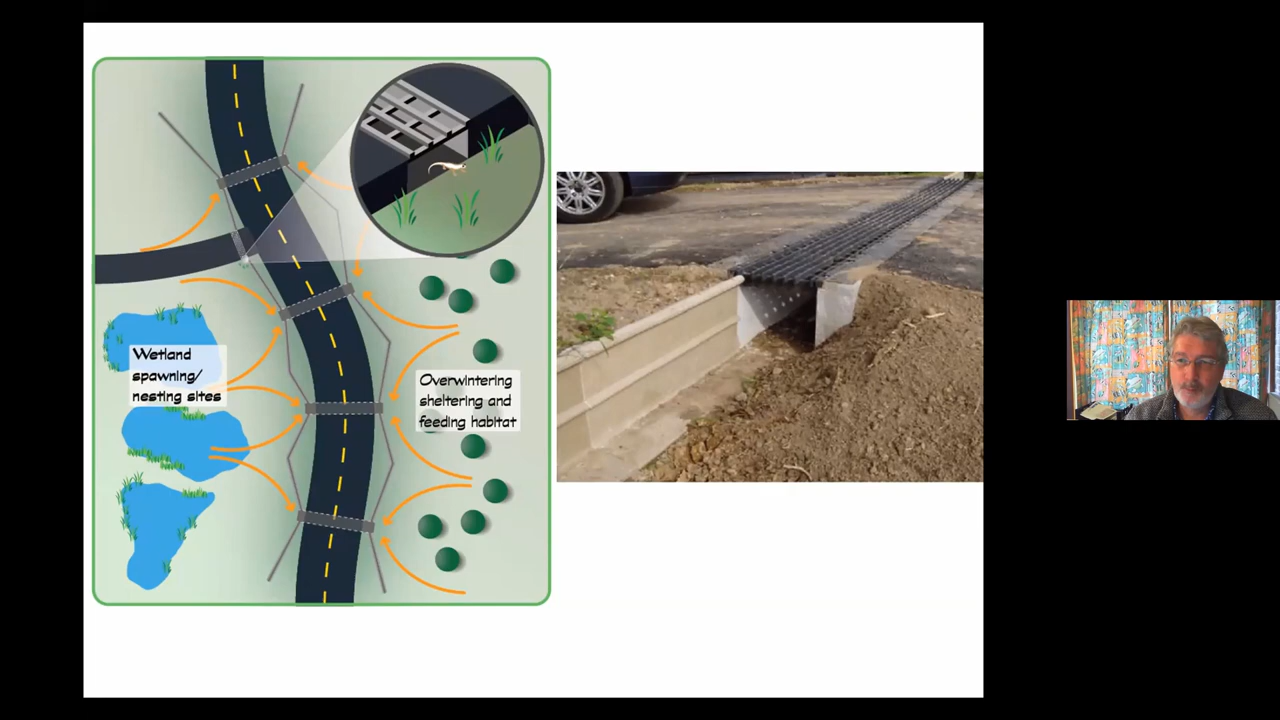 Wetland
spawning/
nesting sites
Overwintering
sheltering and
feeding habitat